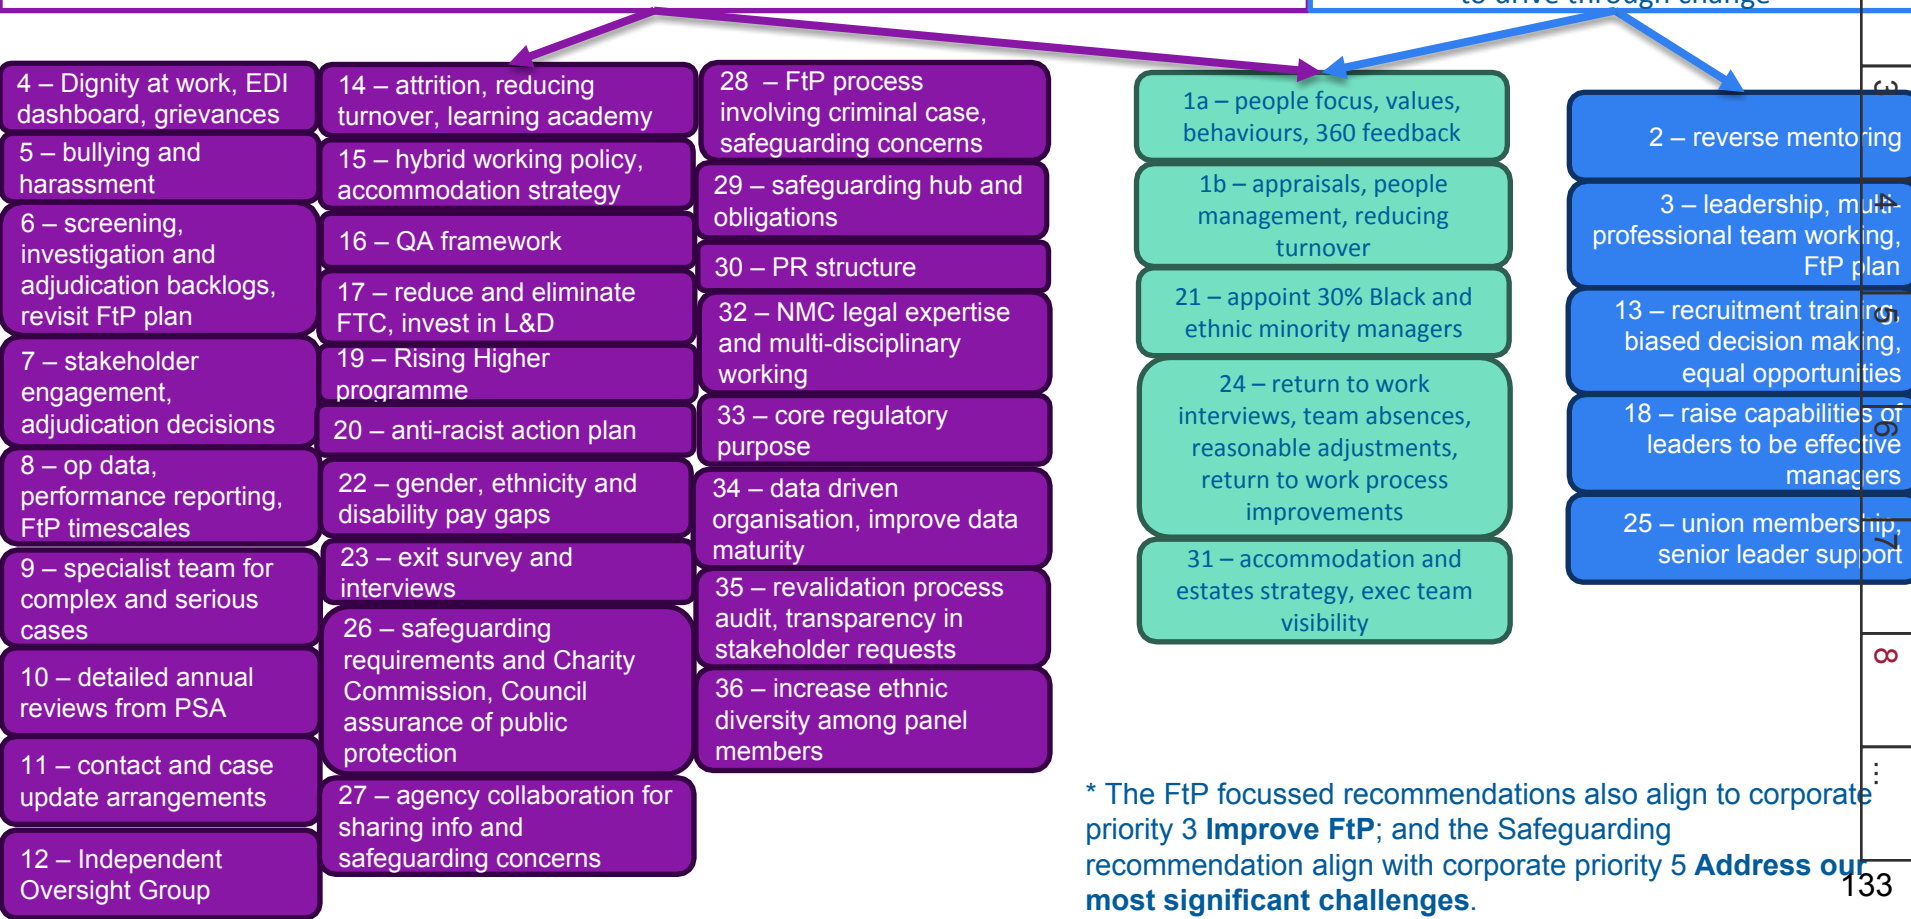 to drive through change
4 – Dignity at work, EDI
dashboard, grievances
5 – bullying and
harassment
6 – screening,
investigation and
adjudication backlogs,
revisit FtP plan
7 – stakeholder
engagement,
adjudication decisions
8 – op data,
performance reporting,
FtP timescales
9 – specialist team for
complex and serious
cases
10 – detailed annual
reviews from PSA
11 – contact and case
update arrangements
12 – Independent
Oversight Group
14 – attrition, reducing
turnover, learning academy
15 – hybrid working policy,
accommodation strategy
16 – QA framework
17 – reduce and eliminate
FTC, invest in L&D
19 – Rising Higher
programme
20 – anti-racist action plan
22 – gender, ethnicity and
disability pay gaps
23 – exit survey and
interviews
26 – safeguarding
requirements and Charity
Commission, Council
assurance of public
protection
27 – agency collaboration for
sharing info and
safeguarding concerns
28 – FtP process
involving criminal case,
safeguarding concerns
29 – safeguarding hub and
obligations
30 – PR structure
32 – NMC legal expertise
and multi-disciplinary
working
33 – core regulatory
purpose
34 – data driven
organisation, improve data
maturity
35 – revalidation process
audit, transparency in
stakeholder requests
36 – increase ethnic
diversity among panel
members
1a – people focus, values,
behaviours, 360 feedback
1b – appraisals, people
management, reducing
turnover
21 – appoint 30% Black and
ethnic minority managers
24 – return to work
interviews, team absences,
reasonable adjustments,
return to work process
improvements
31 – accommodation and
estates strategy, exec team
visibility
2 – reverse mentoring
3 – leadership, multi-
professional team working,
FtP plan
13 – recruitment training,
biased decision making,
equal opportunities
18 – raise capabilities of
leaders to be effective
managers
25 – union membership,
senior leader support
* The FtP focussed recommendations also align to corporate
priority 3 Improve FtP; and the Safeguarding
recommendation align with corporate priority 5 Address our
most significant challenges.
3
4
5
6
7
8
...
133